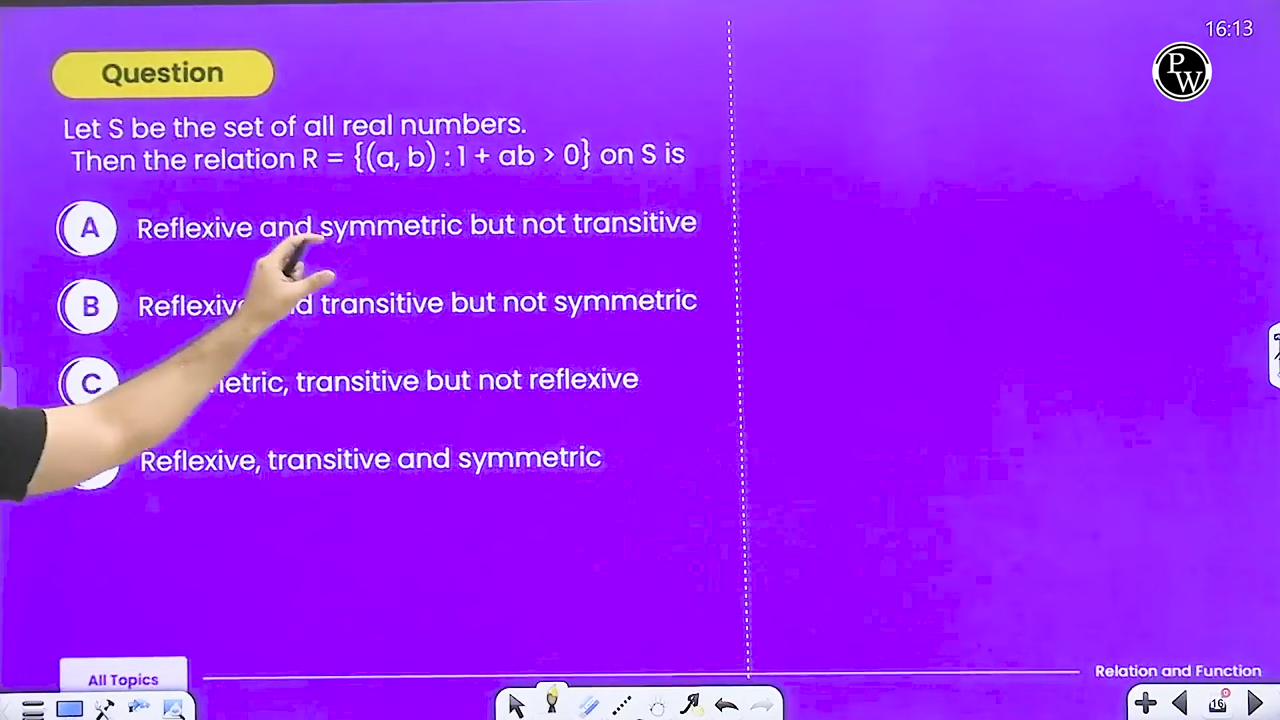 16:13
PW
Question
Let S be the set of all real numbers.
Then the relation R = {(a, b) : 1 + ab > 0} on S is
A Reflexive and symmetric but not transitive
B transitive but not symmetric
C transitive but not reflexive
Reflexive, transitive and symmetric
All Topics
Relation and Function
16